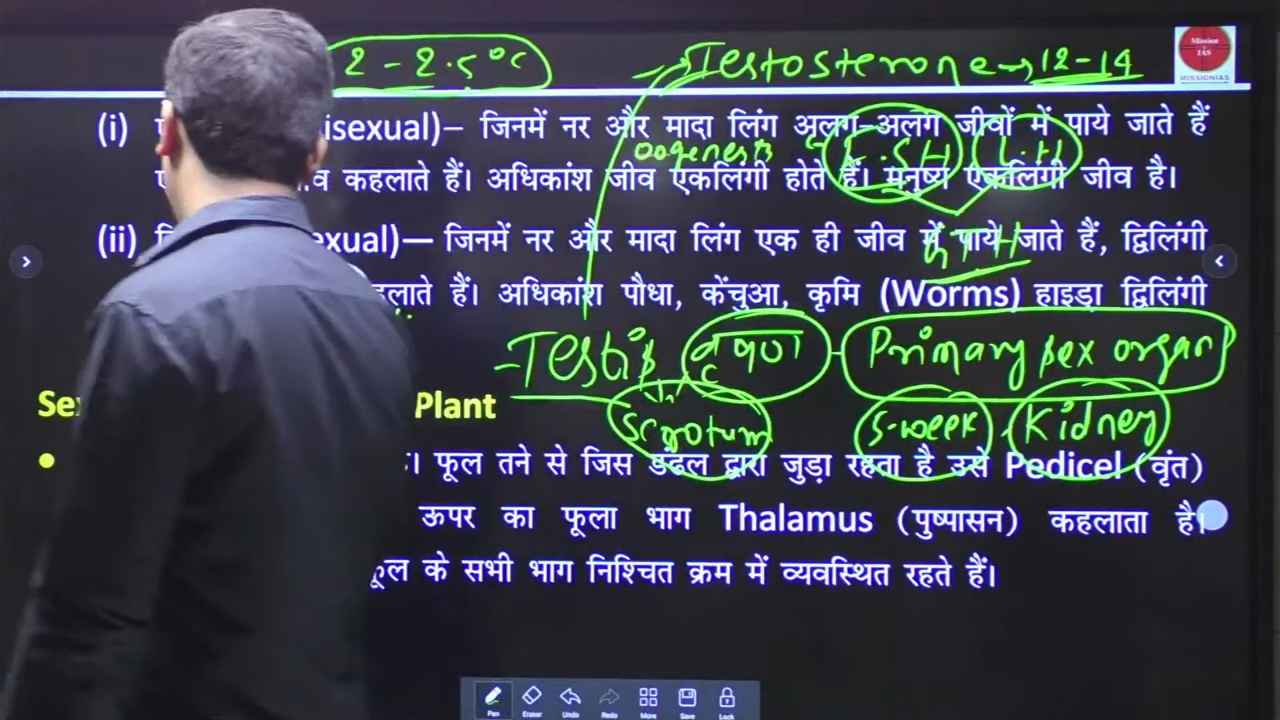 2 - 2.5°C
Testosterone → 12-14
Mission
IAS
MISSIONIAS
(i) isexual)– जिनमें नर और मादा लिंग अलग-अलग जीवों में पाये जाते हैं
oogenesis F.S.H L.H
कहलाते हैं। अधिकांश जीव एकलिंगी होते हैं। मनुष्य एकलिंगी जीव है।
(ii) exual)— जिनमें नर और मादा लिंग एक ही जीव में पाये जाते हैं, द्विलिंगी
हलाते हैं। अधिकांश पौधा, केंचुआ, कृमि (Worms) हाइड्रा द्विलिंगी
-Testis वृषण - Primary sex organ
Se Plant
Scrotum 5-week Kidney
। फूल तने से जिस डंठल द्वारा जुड़ा रहता है उसे Pedicel (वृंत)
ऊपर का फूला भाग Thalamus (पुष्पासन) कहलाता है।
के सभी भाग निश्चित क्रम में व्यवस्थित रहते हैं।
Pen Eraser Undo Redo More Save Lock